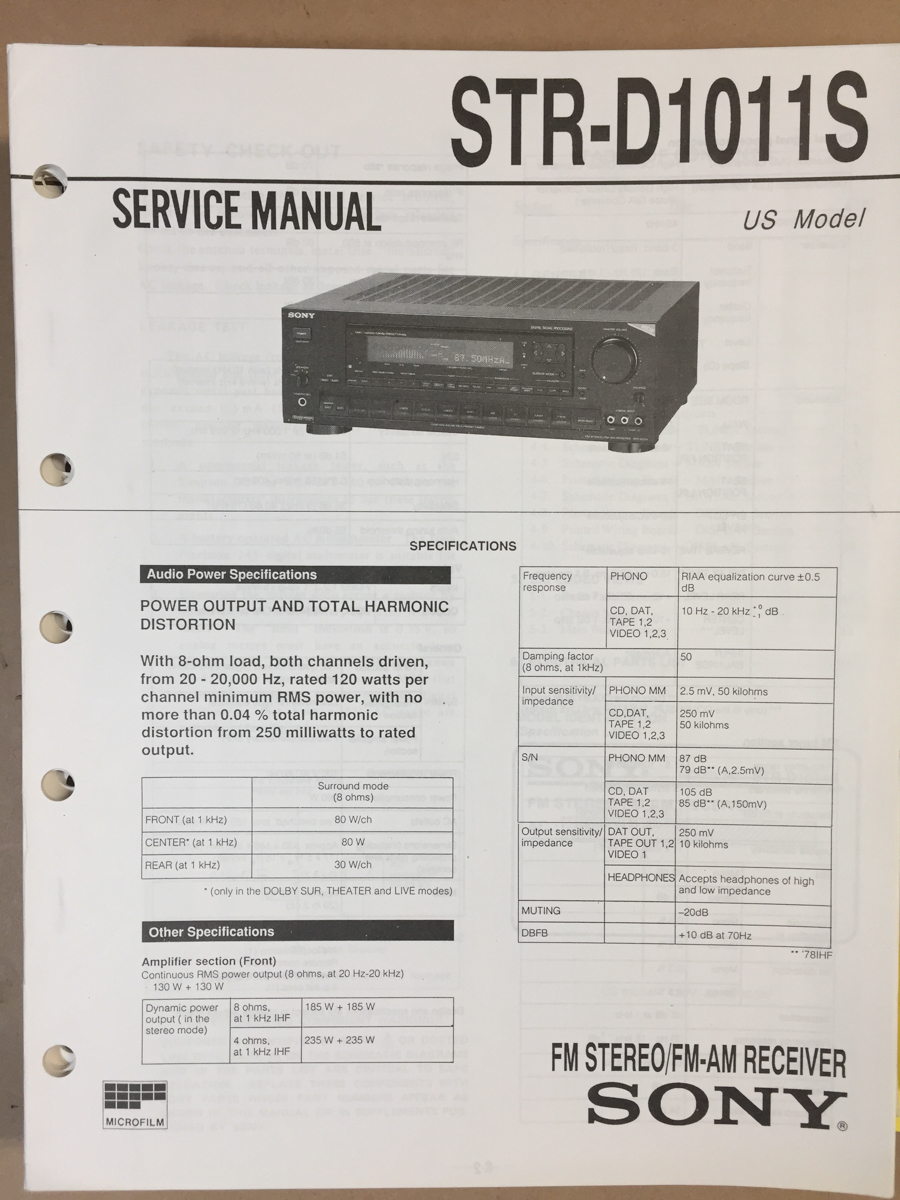 STR-D1011S
SERVICE MANUAL
US Model
SONY
87.50MHz
SPECIFICATIONS
Audio Power Specifications
POWER OUTPUT AND TOTAL HARMONIC
DISTORTION
With 8-ohm load, both channels driven,
from 20 - 20,000 Hz, rated 120 watts per
channel minimum RMS power, with no
more than 0.04 % total harmonic
distortion from 250 milliwatts to rated
output.
Surround mode
(8 ohms)
FRONT (at 1 kHz) 80 W/ch
CENTER* (at 1 kHz) 80 W
REAR (at 1 kHz) 30 W/ch
* (only in the DOLBY SUR, THEATER and LIVE modes)
Other Specifications
Amplifier section (Front)
Continuous RMS power output (8 ohms, at 20 Hz-20 kHz)
130 W + 130 W
Dynamic power 8 ohms, 185 W + 185 W
output ( in the at 1 kHz IHF
stereo mode)
4 ohms, 235 W + 235 W
at 1 kHz IHF
MICROFILM
Frequency PHONO RIAA equalization curve ±0.5
response dB
CD, DAT, 10 Hz - 20 kHz +0 -1 dB
TAPE 1,2
VIDEO 1,2,3
Damping factor 50
(8 ohms, at 1kHz)
Input sensitivity/ PHONO MM 2.5 mV, 50 kilohms
impedance
CD,DAT, 250 mV
TAPE 1,2 50 kilohms
VIDEO 1,2,3
S/N PHONO MM 87 dB
79 dB** (A,2.5mV)
CD, DAT 105 dB
TAPE 1,2 85 dB** (A,150mV)
VIDEO 1,2,3
Output sensitivity/ DAT OUT, 250 mV
impedance TAPE OUT 1,2 10 kilohms
VIDEO 1
HEADPHONES Accepts headphones of high
and low impedance
MUTING –20dB
DBFB +10 dB at 70Hz
** '78IHF
FM STEREO/FM-AM RECEIVER
SONY®